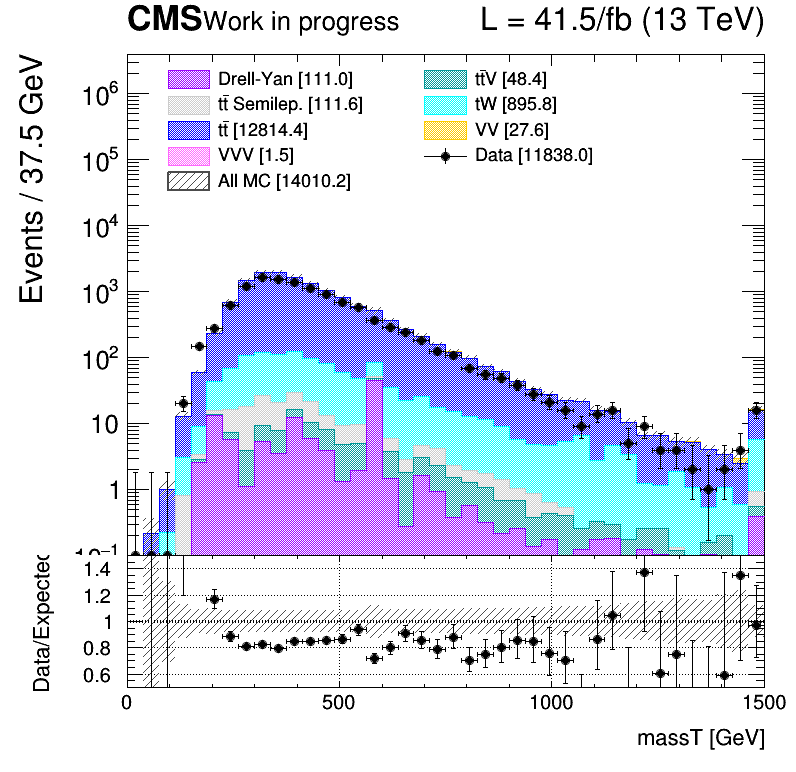 CMS Work in progress L = 41.5/fb (13 TeV)
Events / 37.5 GeV
Drell-Yan [111.0]
tt̄V [48.4]
tt̄ Semilep. [111.6]
tW [895.8]
tt̄ [12814.4]
VV [27.6]
VVV [1.5]
Data [11838.0]
All MC [14010.2]
10⁶
10⁵
10⁴
10³
10²
10
1
10⁻¹
Data/Expected
1.4
1.2
1
0.8
0.6
0 500 1000 1500
massT [GeV]